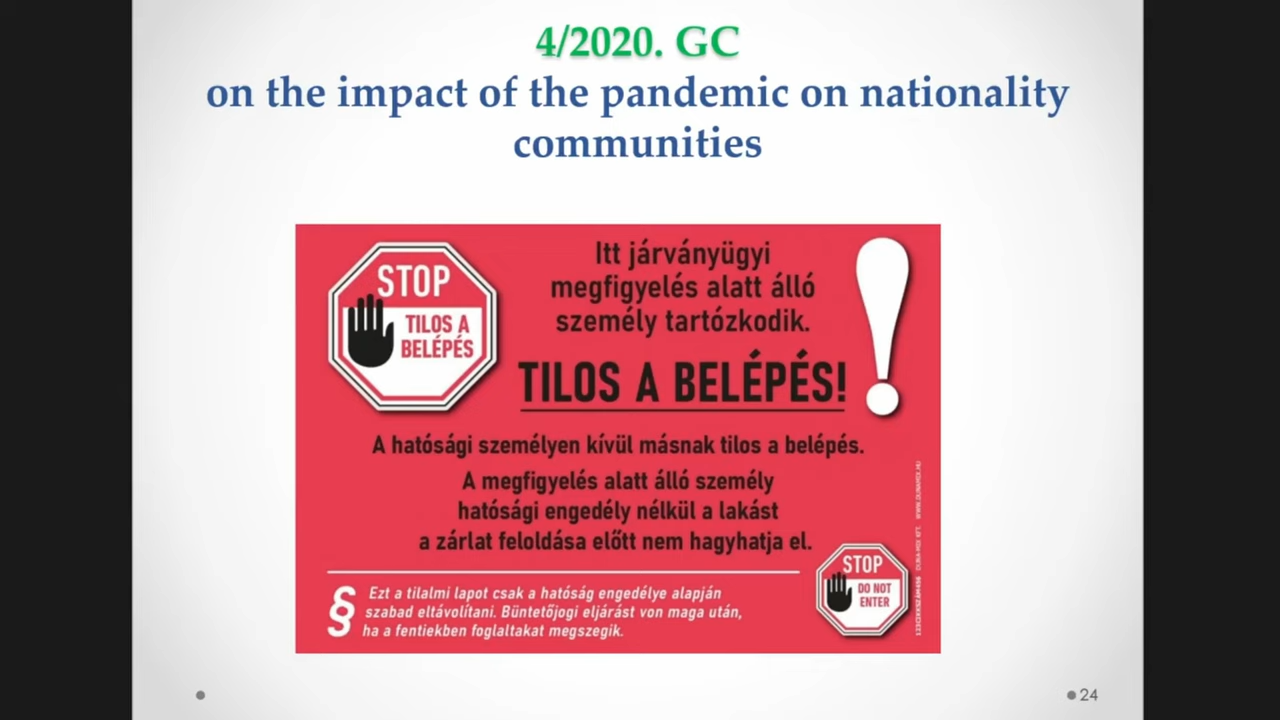 4/2020. GC
on the impact of the pandemic on nationality
communities
STOP
TILOS A
BELÉPÉS
Itt járványügyi
megfigyelés alatt álló
személy tartózkodik.
TILOS A BELÉPÉS!
A hatósági személyen kívül másnak tilos a belépés.
A megfigyelés alatt álló személy
hatósági engedély nélkül a lakást
a zárlat feloldása előtt nem hagyhatja el.
§
Ezt a tilalmi lapot csak a hatóság engedélye alapján
szabad eltávolítani. Büntetőjogi eljárást von maga után,
ha a fentiekben foglaltakat megszegik.
STOP
DO NOT
ENTER
24